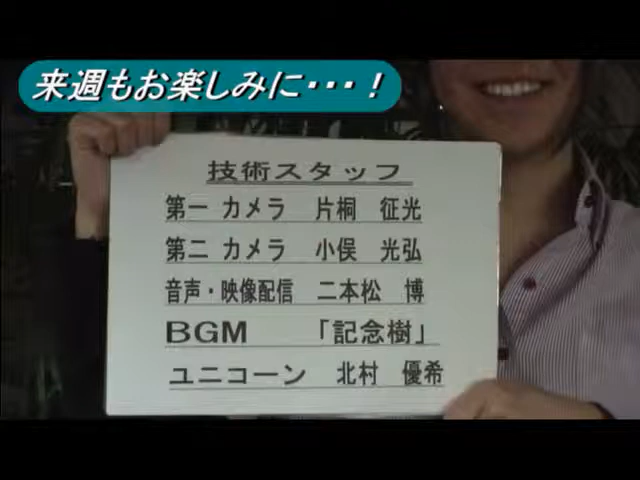 来週もお楽しみに・・・!
技術スタッフ
第一 カメラ 片桐 征光
第二 カメラ 小俣 光弘
音声・映像配信 二本松 博
BGM 「記念樹」
ユニコーン 北村 優希